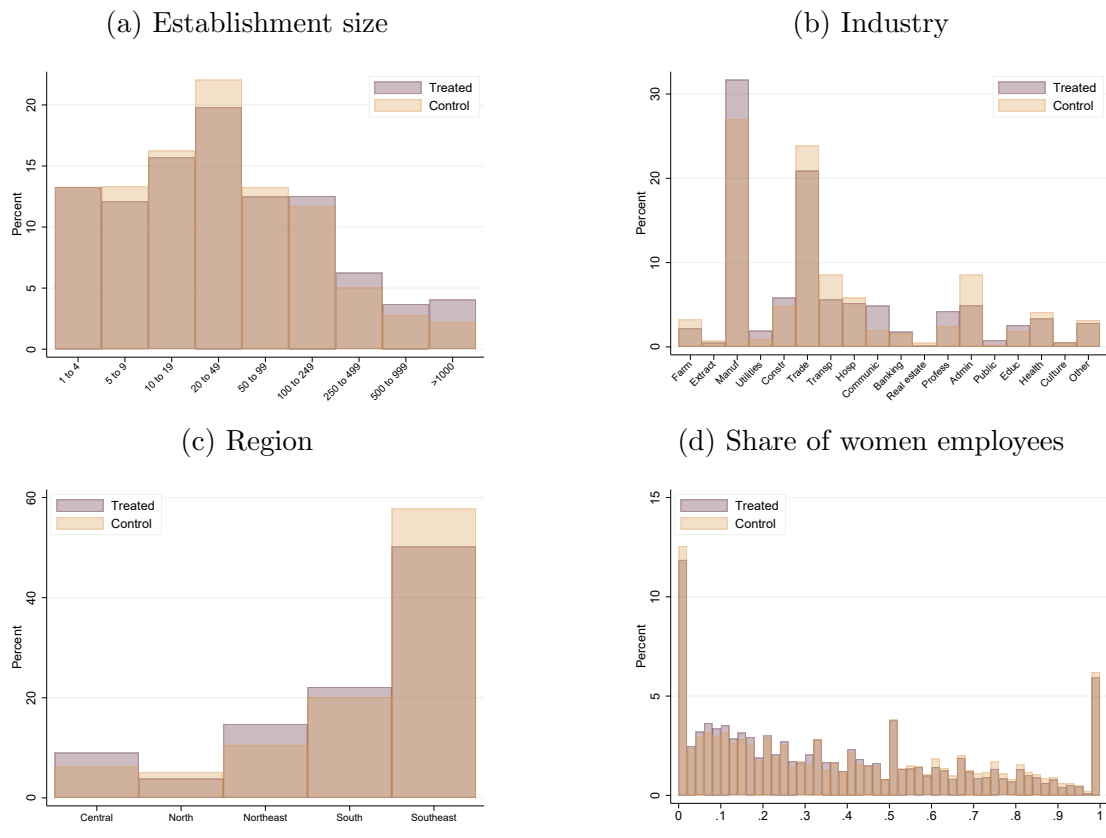 (a) Establishment size
Treated
Control
Percent
0
5
10
15
20
1 to 4
5 to 9
10 to 19
20 to 49
50 to 99
100 to 249
250 to 499
500 to 999
>1000
(b) Industry
Treated
Control
Percent
0
10
20
30
Farm
Extract
Manuf
Utilities
Constr
Trade
Transp
Hosp
Communic
Banking
Real estate
Profess
Admin
Public
Educ
Health
Culture
Other
(c) Region
Treated
Control
Percent
0
20
40
60
Central
North
Northeast
South
Southeast
(d) Share of women employees
Treated
Control
Percent
0
5
10
15
0 .1 .2 .3 .4 .5 .6 .7 .8 .9 1